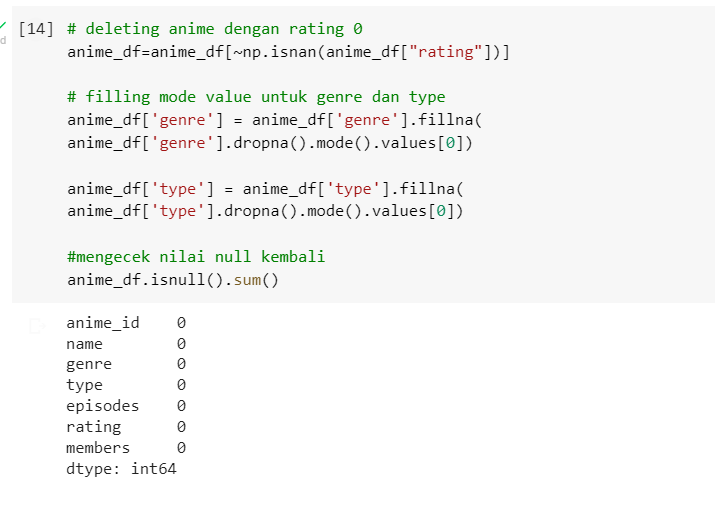 [14] # deleting anime dengan rating 0
anime_df=anime_df[~np.isnan(anime_df["rating"])]
# filling mode value untuk genre dan type
anime_df['genre'] = anime_df['genre'].fillna(
anime_df['genre'].dropna().mode().values[0])
anime_df['type'] = anime_df['type'].fillna(
anime_df['type'].dropna().mode().values[0])
#mengecek nilai null kembali
anime_df.isnull().sum()
anime_id 0
name 0
genre 0
type 0
episodes 0
rating 0
members 0
dtype: int64